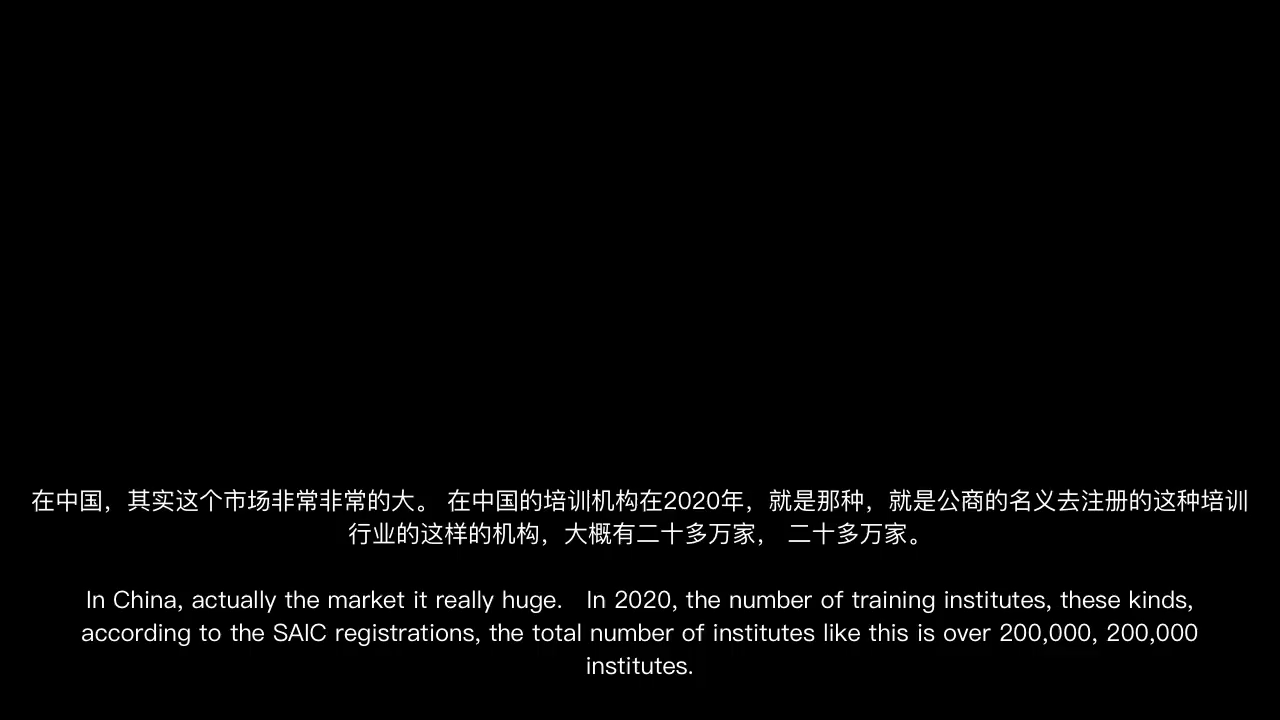 在中国，其实这个市场非常非常的大。 在中国的培训机构在2020年，就是那种，就是公商的名义去注册的这种培训
行业的这样的机构，大概有二十多万家， 二十多万家。
In China, actually the market it really huge. In 2020, the number of training institutes, these kinds,
according to the SAIC registrations, the total number of institutes like this is over 200,000, 200,000
institutes.